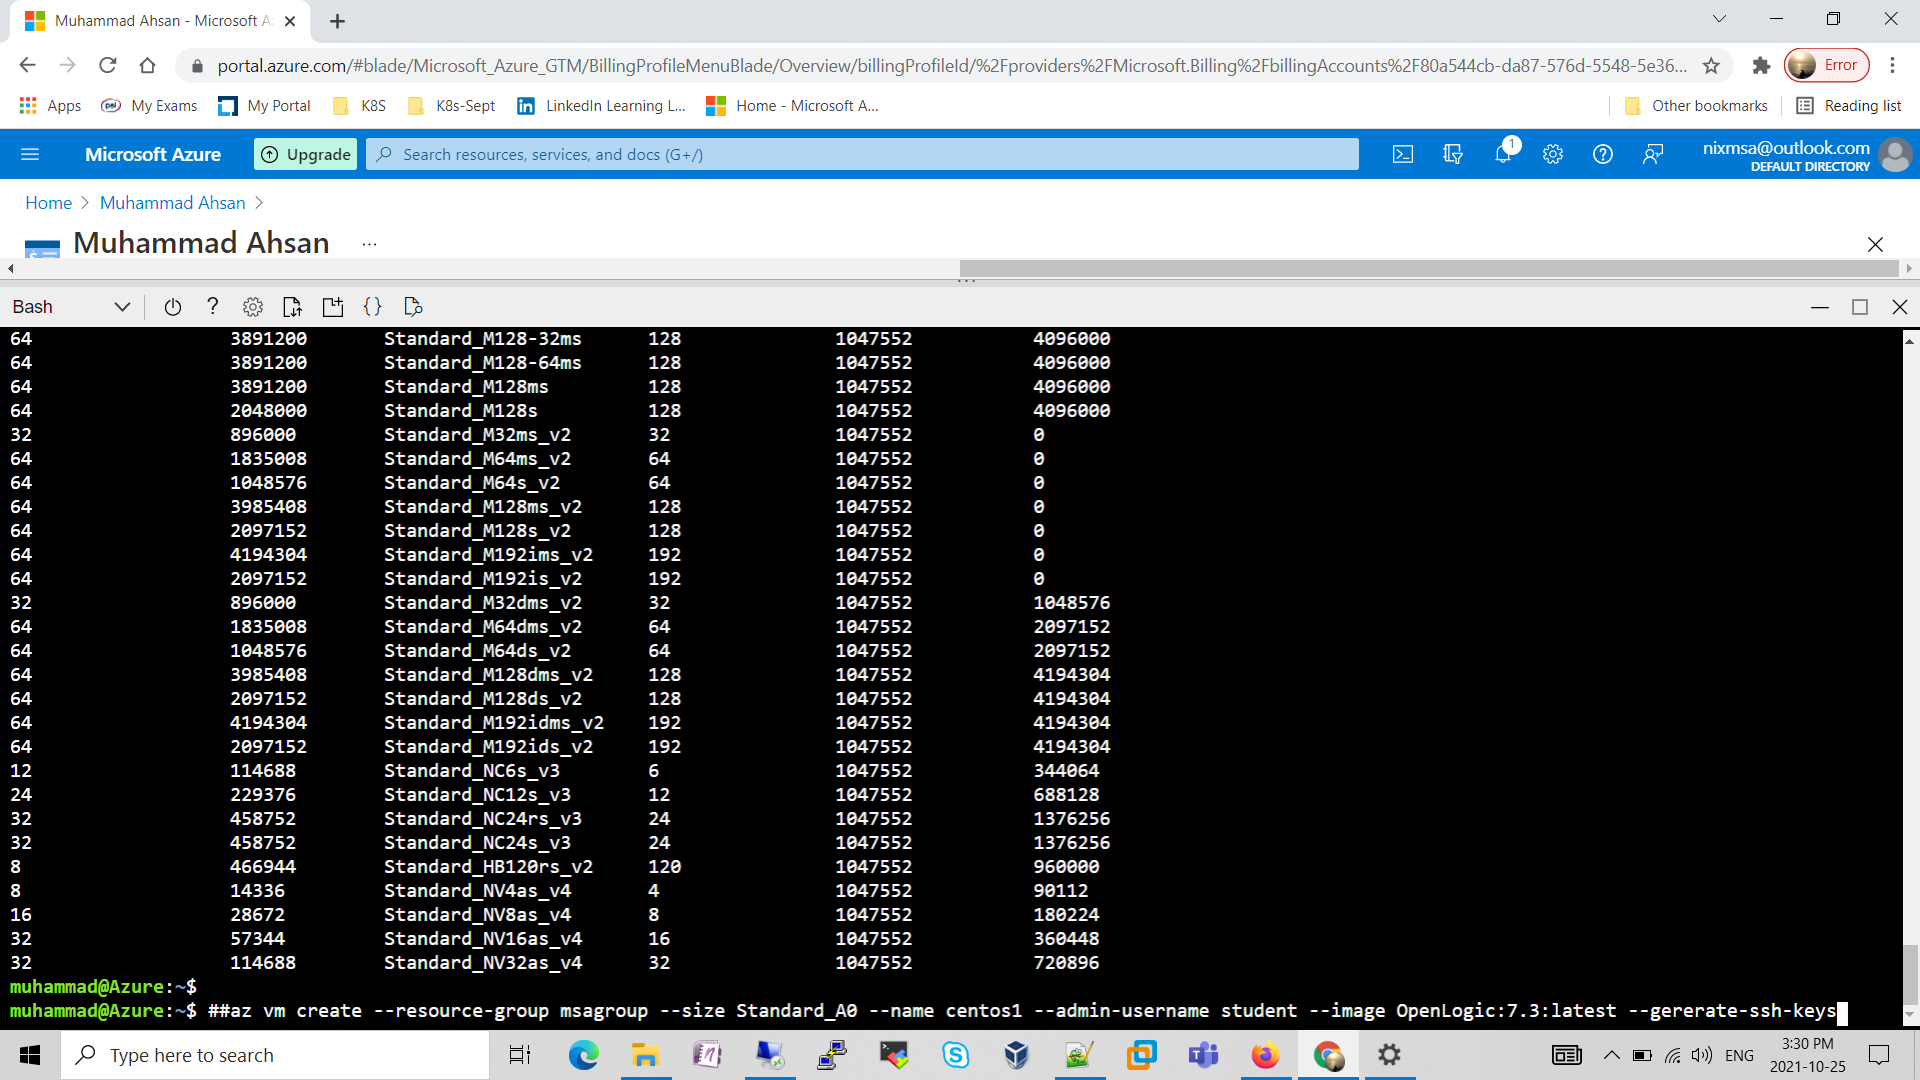 Muhammad Ahsan - Microsoft A
portal.azure.com/#blade/Microsoft_Azure_GTM/BillingProfileMenuBlade/Overview/billingProfileId/%2Fproviders%2FMicrosoft.Billing%2FbillingAccounts%2F80a544cb-da87-576d-5548-5e36... Error
Apps My Exams My Portal K8S K8s-Sept LinkedIn Learning L... Home - Microsoft A... Other bookmarks Reading list
Microsoft Azure Upgrade Search resources, services, and docs (G+/) 1 nixmsa@outlook.com
DEFAULT DIRECTORY
Home > Muhammad Ahsan >
Muhammad Ahsan ...
Bash
64 3891200 Standard_M128-32ms 128 1047552 4096000
64 3891200 Standard_M128-64ms 128 1047552 4096000
64 3891200 Standard_M128ms 128 1047552 4096000
64 2048000 Standard_M128s 128 1047552 4096000
32 896000 Standard_M32ms_v2 32 1047552 0
64 1835008 Standard_M64ms_v2 64 1047552 0
64 1048576 Standard_M64s_v2 64 1047552 0
64 3985408 Standard_M128ms_v2 128 1047552 0
64 2097152 Standard_M128s_v2 128 1047552 0
64 4194304 Standard_M192ims_v2 192 1047552 0
64 2097152 Standard_M192is_v2 192 1047552 0
32 896000 Standard_M32dms_v2 32 1047552 1048576
64 1835008 Standard_M64dms_v2 64 1047552 2097152
64 1048576 Standard_M64ds_v2 64 1047552 2097152
64 3985408 Standard_M128dms_v2 128 1047552 4194304
64 2097152 Standard_M128ds_v2 128 1047552 4194304
64 4194304 Standard_M192idms_v2 192 1047552 4194304
64 2097152 Standard_M192ids_v2 192 1047552 4194304
12 114688 Standard_NC6s_v3 6 1047552 344064
24 229376 Standard_NC12s_v3 12 1047552 688128
32 458752 Standard_NC24rs_v3 24 1047552 1376256
32 458752 Standard_NC24s_v3 24 1047552 1376256
8 466944 Standard_HB120rs_v2 120 1047552 960000
8 14336 Standard_NV4as_v4 4 1047552 90112
16 28672 Standard_NV8as_v4 8 1047552 180224
32 57344 Standard_NV16as_v4 16 1047552 360448
32 114688 Standard_NV32as_v4 32 1047552 720896
muhammad@Azure:~$
muhammad@Azure:~$ ##az vm create --resource-group msagroup --size Standard_A0 --name centos1 --admin-username student --image OpenLogic:7.3:latest --gererate-ssh-keys
Type here to search ENG 3:30 PM
2021-10-25